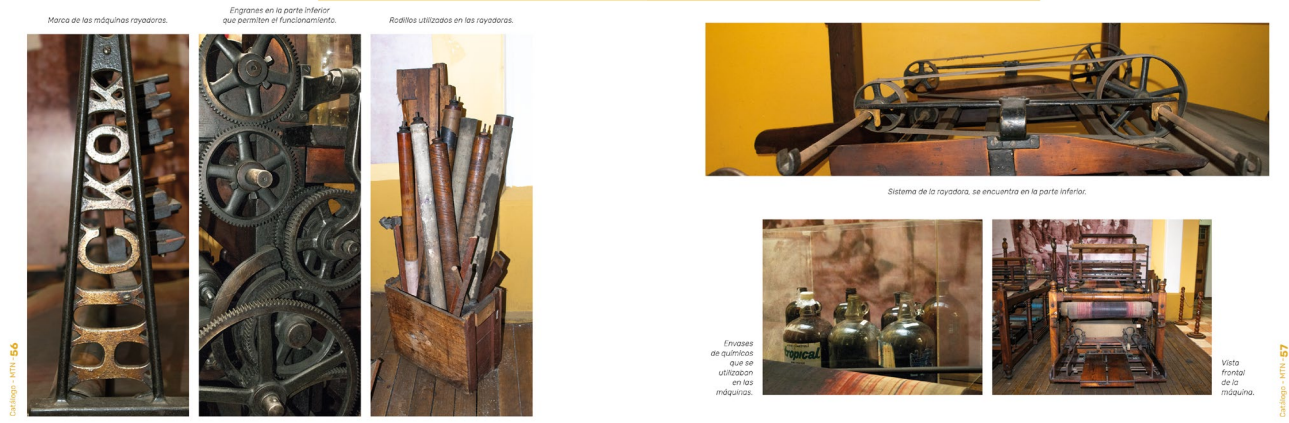 Marca de las máquinas rayadoras.
Engranes en la parte inferior
que permiten el funcionamiento.
Rodillos utilizados en las rayadoras.
HICKOK
Catálogo - MTN - 56
Sistema de la rayadora, se encuentra en la parte inferior.
Envases
de químicos
que se
utilizaban
en las
máquinas.
tropical.
Vista
frontal
de la
máquina.
Catálogo - MTN - 57